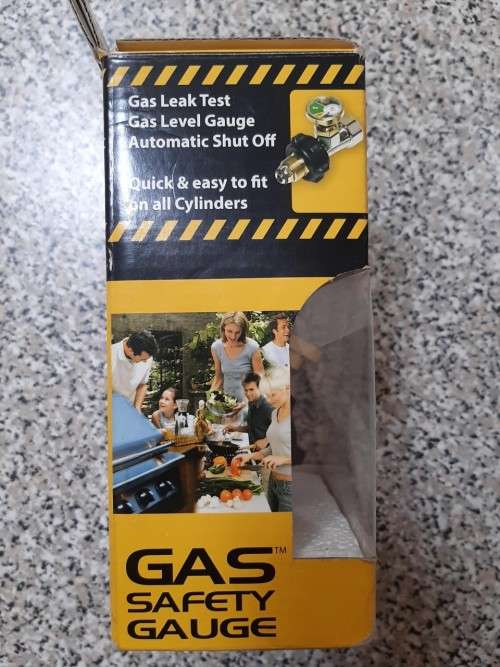 Gas Leak Test
Gas Level Gauge
Automatic Shut Off
Quick & easy to fit
on all Cylinders
GAS™
SAFETY
GAUGE